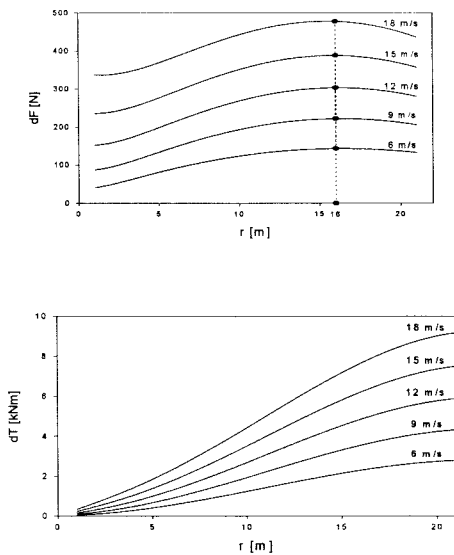 500
18 m/s
400
15 m/s
dF [N]
300
12 m/s
200
9 m/s
100
6 m/s
0
0 5 10 15 16 20
r [m]
10
18 m/s
8
15 m/s
dT [kNm]
6
12 m/s
4
9 m/s
2
6 m/s
0
0 5 10 15 20
r [m]